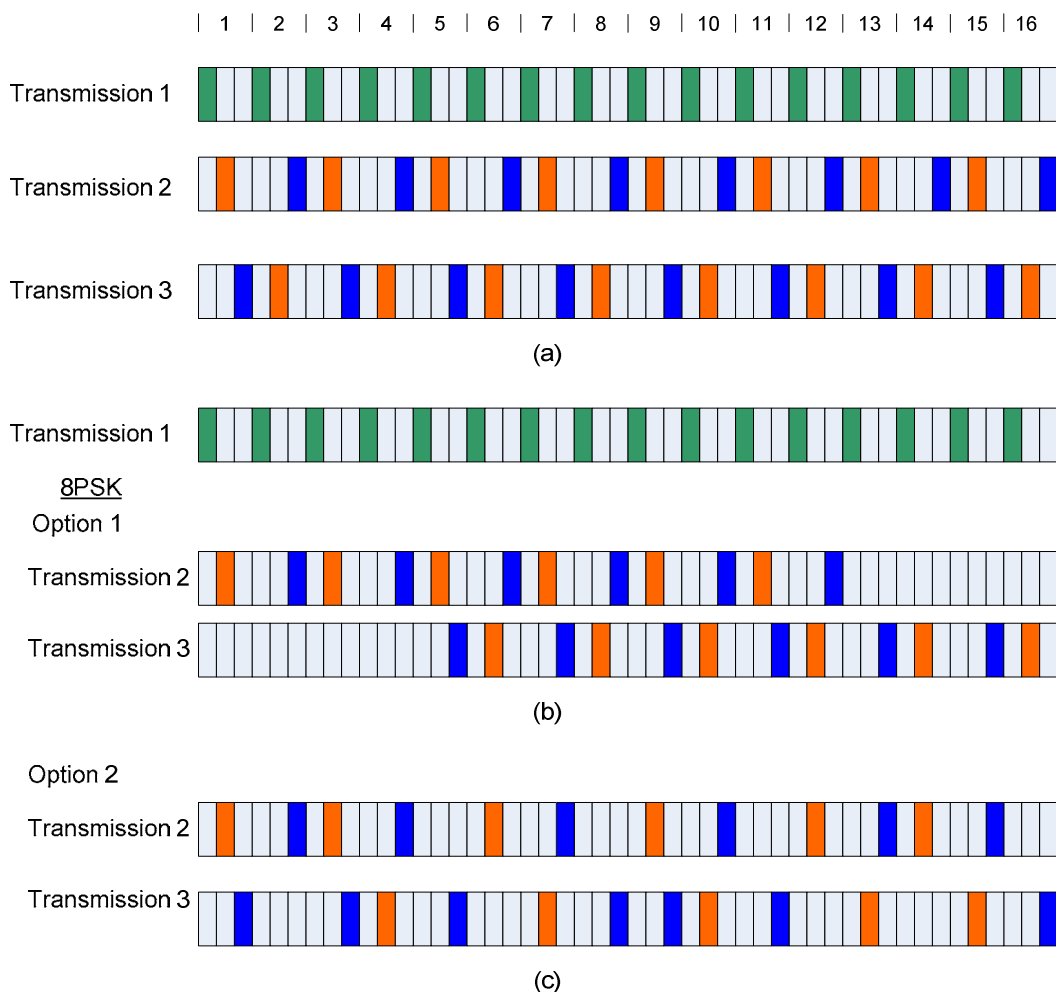 1 2 3 4 5 6 7 8 9 10 11 12 13 14 15 16
Transmission 1
Transmission 2
Transmission 3
(a)
Transmission 1
8PSK
Option 1
Transmission 2
Transmission 3
(b)
Option 2
Transmission 2
Transmission 3
(c)